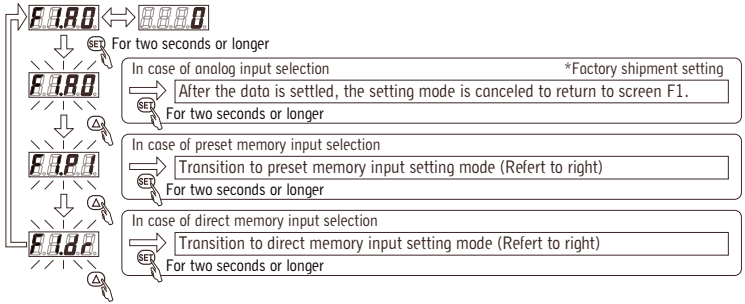 F1.A0 0
SET For two seconds or longer
In case of analog input selection *Factory shipment setting
F1.A0
After the data is settled, the setting mode is canceled to return to screen F1.
SET For two seconds or longer
In case of preset memory input selection
F1.P1
Transition to preset memory input setting mode (Refert to right)
SET For two seconds or longer
In case of direct memory input selection
F1.dr
Transition to direct memory input setting mode (Refert to right)
SET For two seconds or longer